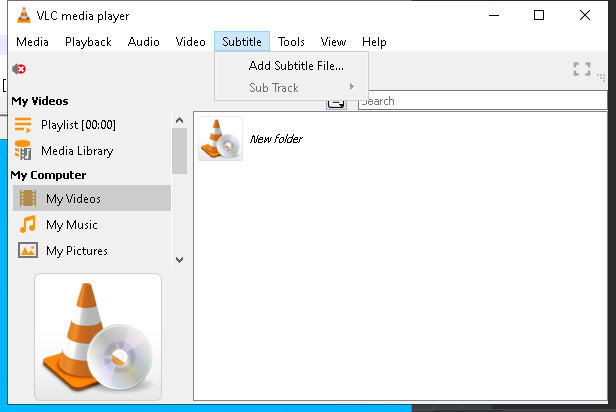 VLC media player
Media Playback Audio Video Subtitle Tools View Help
Add Subtitle File...
Sub Track
Search
My Videos
Playlist [00:00]
Media Library
My Computer
My Videos
My Music
My Pictures
New folder